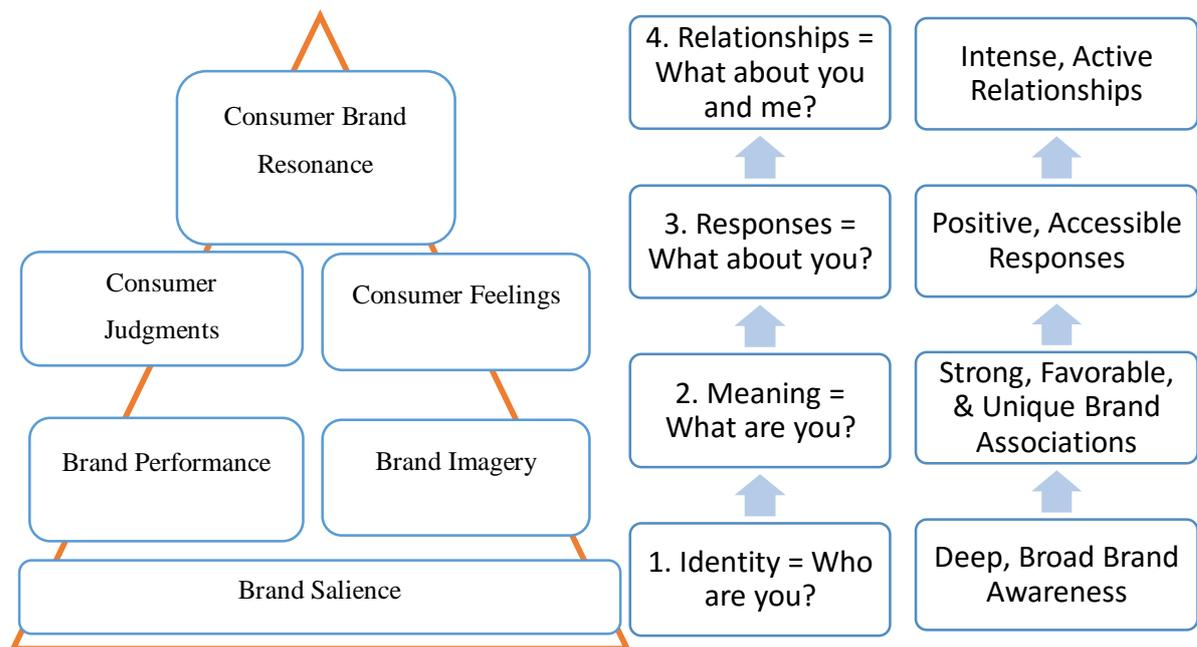 Consumer Brand
Resonance
Consumer
Judgments
Consumer Feelings
Brand Performance
Brand Imagery
Brand Salience
4. Relationships =
What about you
and me?
3. Responses =
What about you?
2. Meaning =
What are you?
1. Identity = Who
are you?
Intense, Active
Relationships
Positive, Accessible
Responses
Strong, Favorable,
& Unique Brand
Associations
Deep, Broad Brand
Awareness